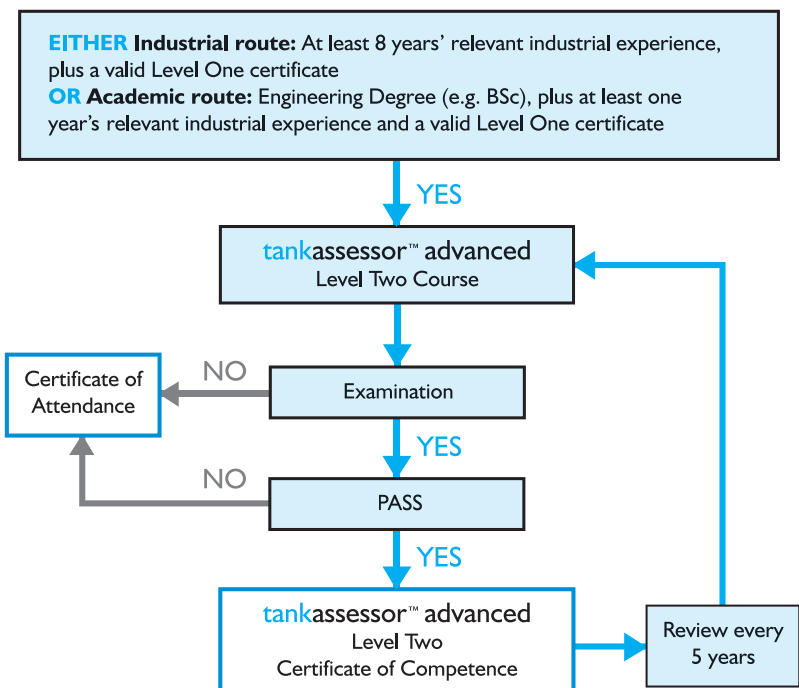 EITHER Industrial route: At least 8 years’ relevant industrial experience,
plus a valid Level One certificate
OR Academic route: Engineering Degree (e.g. BSc), plus at least one
year’s relevant industrial experience and a valid Level One certificate
YES
tankassessor™ advanced
Level Two Course
NO
Certificate of
Attendance
Examination
YES
NO
PASS
YES
tankassessor™ advanced
Level Two
Certificate of Competence
Review every
5 years